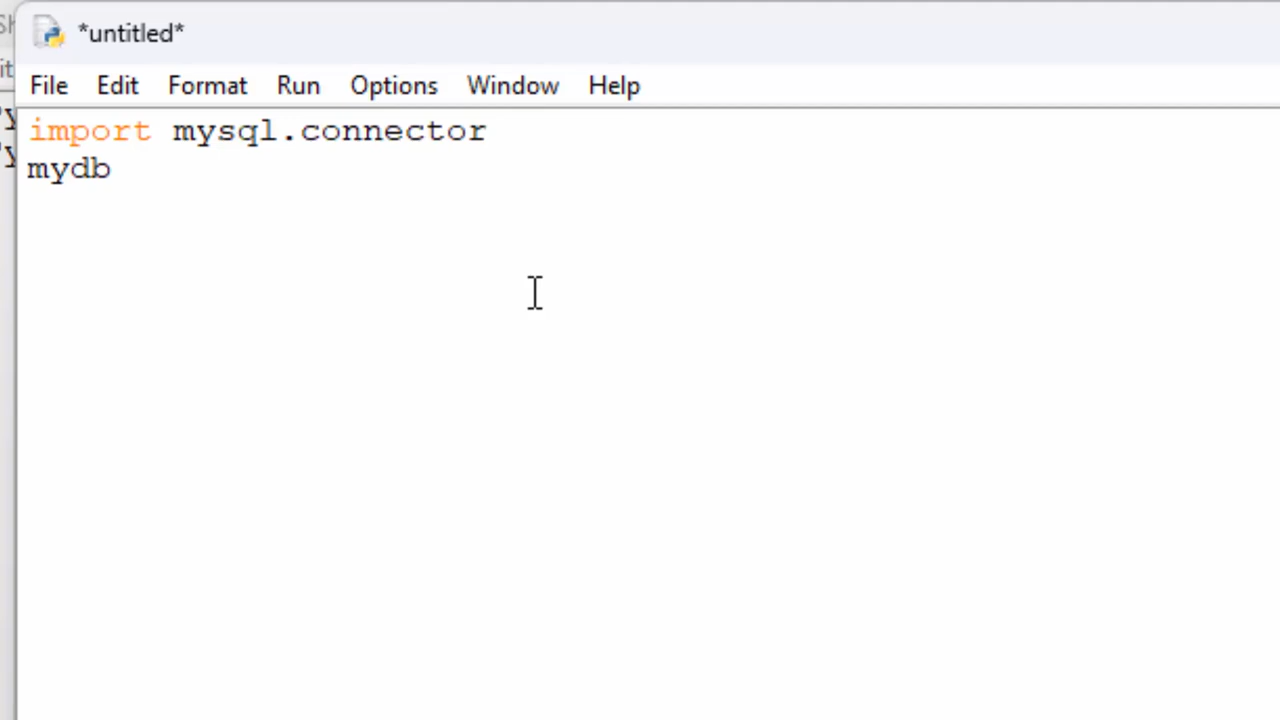 *untitled*
File Edit Format Run Options Window Help
import mysql.connector
mydb